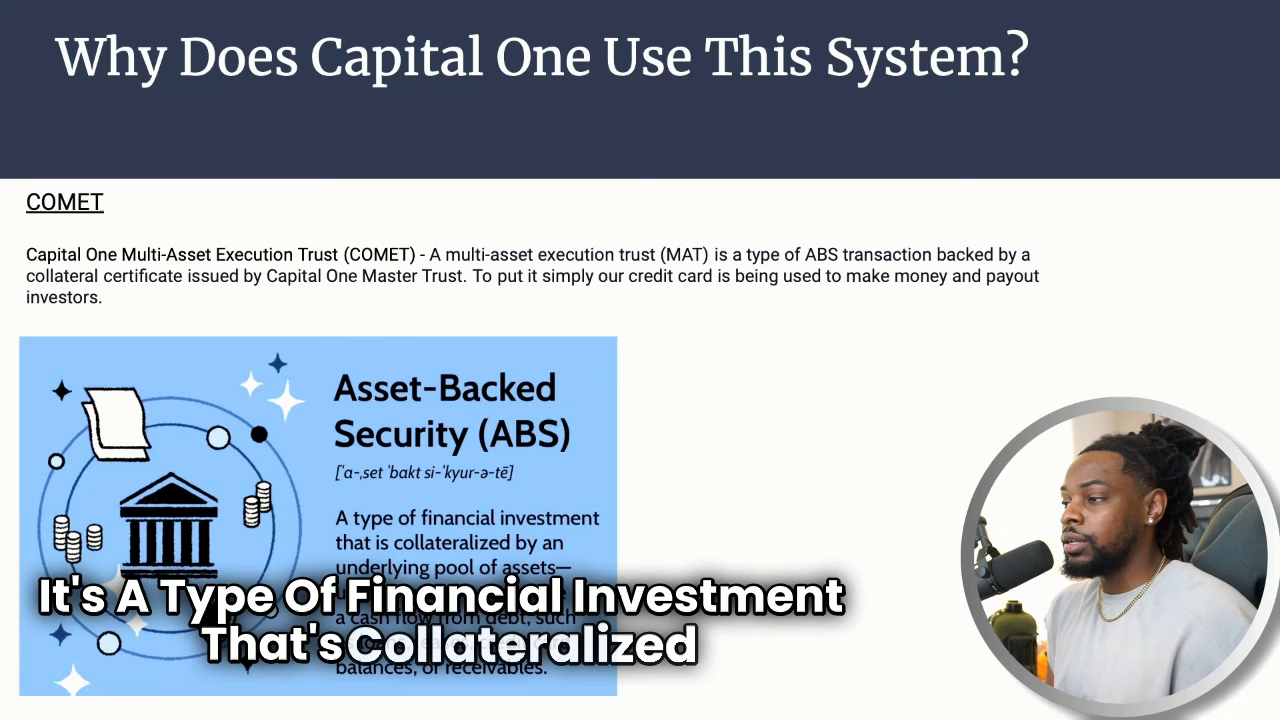 Why Does Capital One Use This System?
COMET
Capital One Multi-Asset Execution Trust (COMET) - A multi-asset execution trust (MAT) is a type of ABS transaction backed by a
collateral certificate issued by Capital One Master Trust. To put it simply our credit card is being used to make money and payout
investors.
Asset-Backed
Security (ABS)
['a-,set 'bakt si-'kyur-ə-tē]
A type of financial investment
that is collateralized by an
underlying pool of assets—
a cash flow from debt, such
balances, or receivables.
It's A Type Of Financial Investment
That's Collateralized